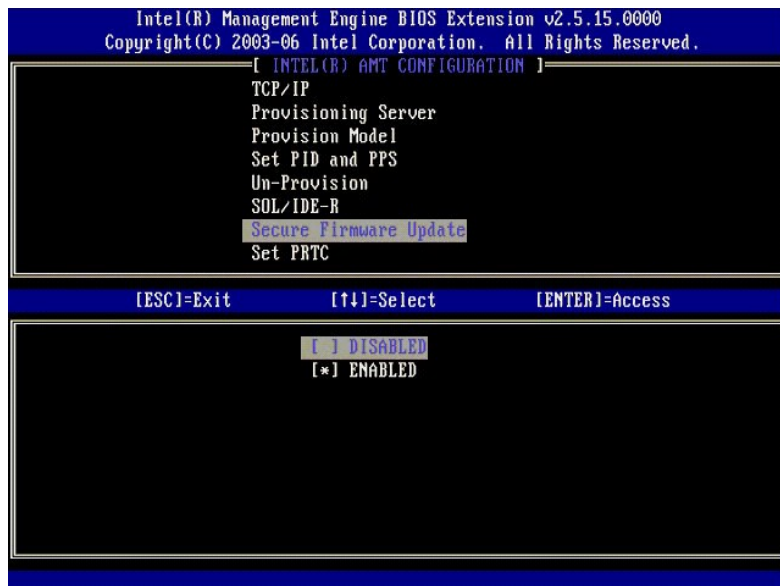 Intel(R) Management Engine BIOS Extension v2.5.15.0000
Copyright(C) 2003-06 Intel Corporation. All Rights Reserved.
[ INTEL(R) AMT CONFIGURATION ]
TCP/IP
Provisioning Server
Provision Model
Set PID and PPS
Un-Provision
SOL/IDE-R
Secure Firmware Update
Set PRTC
[ESC]=Exit [↑↓]=Select [ENTER]=Access
[ ] DISABLED
[*] ENABLED